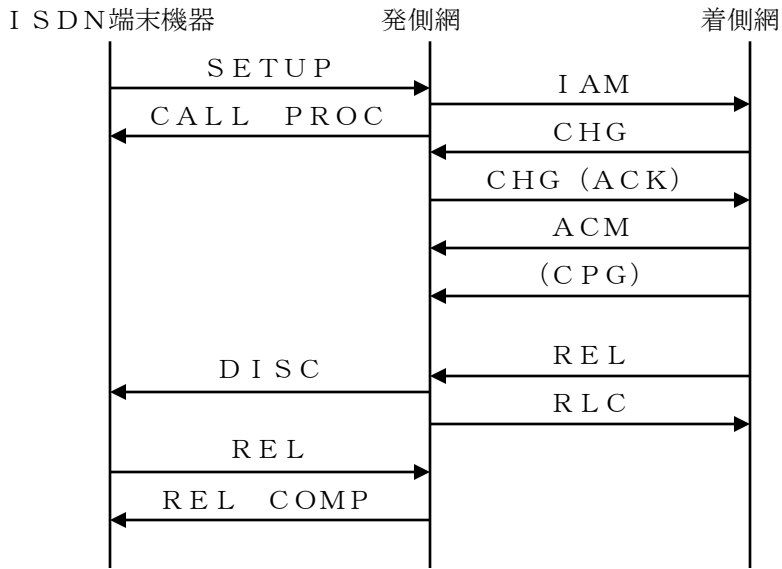 ＩＳＤＮ端末機器 発側網 着側網
ＳＥＴＵＰ
ＩＡＭ
ＣＡＬＬ　ＰＲＯＣ
ＣＨＧ
ＣＨＧ（ＡＣＫ）
ＡＣＭ
（ＣＰＧ）
ＲＥＬ
ＤＩＳＣ
ＲＬＣ
ＲＥＬ
ＲＥＬ　ＣＯＭＰ